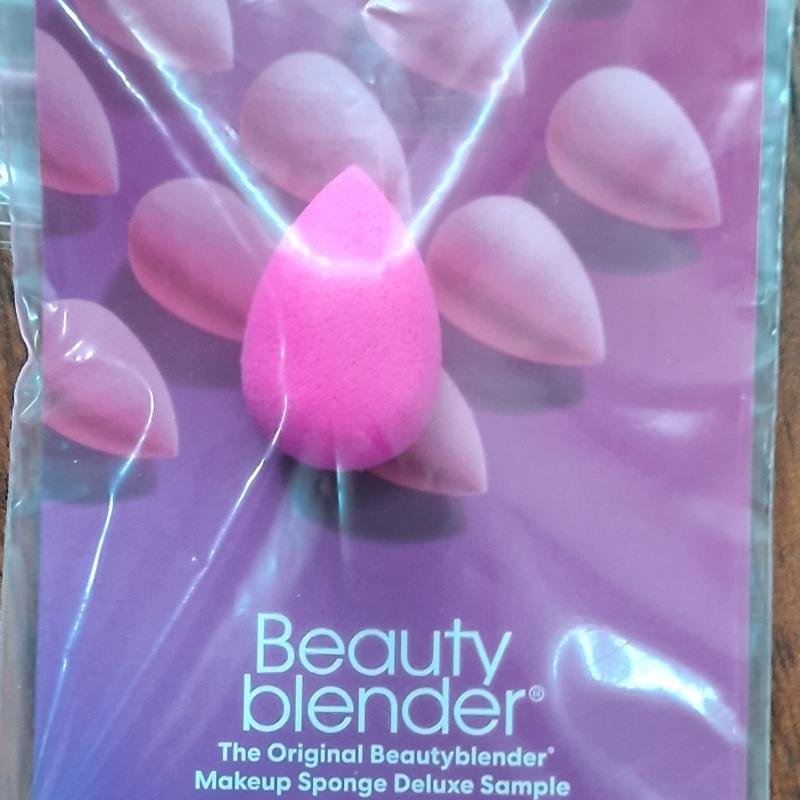 Beauty
blender®
The Original Beautyblender®
Makeup Sponge Deluxe Sample